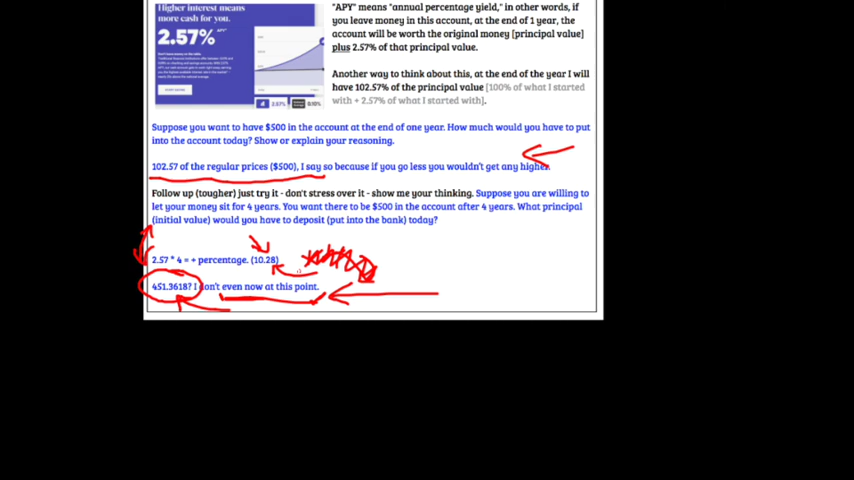 Higher interest means
more cash for you.
2.57% APY*
"APY" means "annual percentage yield," in other words, if
you leave money in this account, at the end of 1 year, the
account will be worth the original money [principal value]
plus 2.57% of that principal value.
Another way to think about this, at the end of the year I will
have 102.57% of the principal value [100% of what I started
with + 2.57% of what I started with].
2.57%
0.10%
Suppose you want to have $500 in the account at the end of one year. How much would you have to put
into the account today? Show or explain your reasoning.
102.57 of the regular prices ($500), I say so because if you go less you wouldn't get any higher.
Follow up (tougher) just try it - don't stress over it - show me your thinking. Suppose you are willing to
let your money sit for 4 years. You want there to be $500 in the account after 4 years. What principal
(initial value) would you have to deposit (put into the bank) today?
2.57 * 4 = + percentage. (10.28)
451.3618? I don't even now at this point.